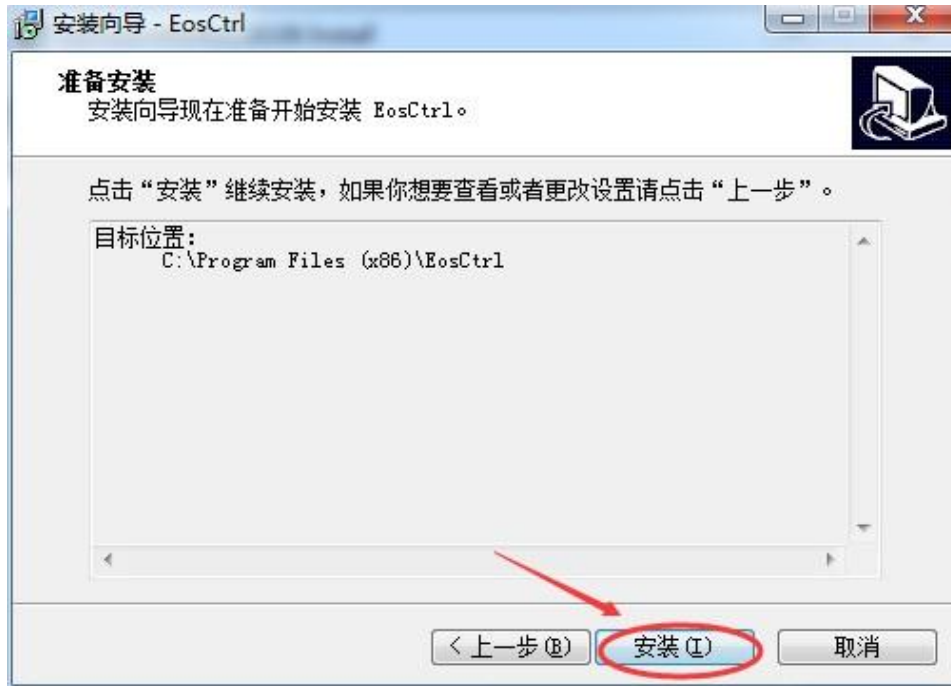 安装向导 - EosCtrl
准备安装
安装向导现在准备开始安装 EosCtrl。
点击“安装”继续安装，如果你想要查看或者更改设置请点击“上一步”。
目标位置：
C:\Program Files (x86)\EosCtrl
< 上一步(B)
安装(I)
取消